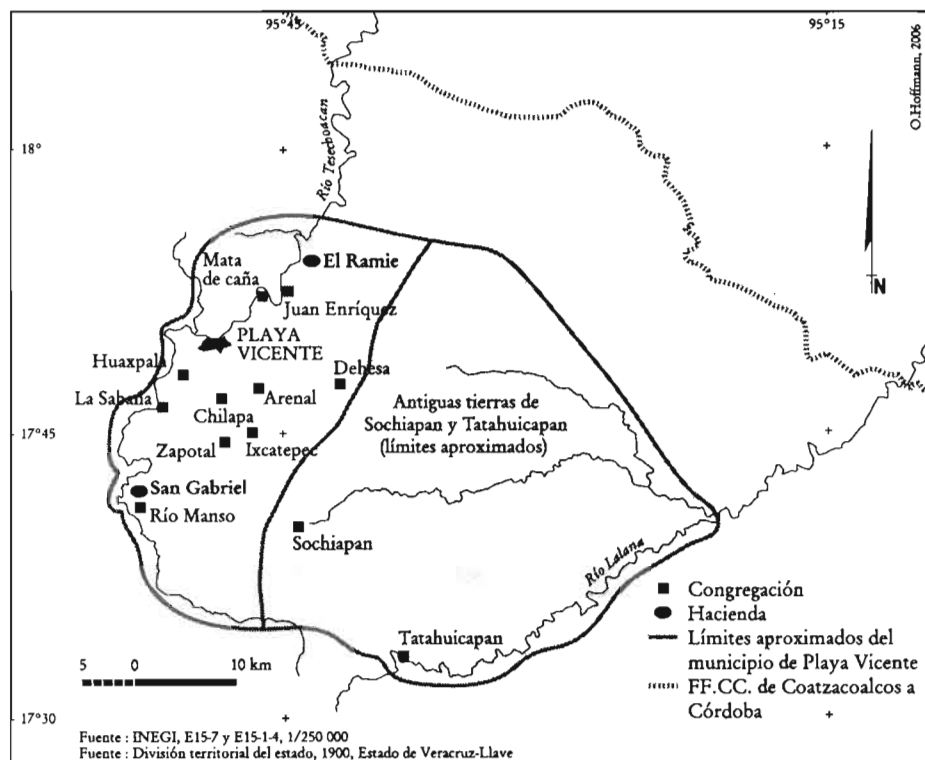 95°45
95°15
O.Hoffmann, 2006
18°
Río Tesechoacan
El Ramie
Mata
de caña
Juan Enríquez
PLAYA
VICENTE
N
Huaxpala
Dehesa
La Sabana
Arenal
Chilapa
Antiguas tierras de
Sochiapan y Tatahuicapan
(límites aproximados)
17°45
Zapotal
Ixcatepec
San Gabriel
Río Manso
Sochiapan
Río Lalana
Tatahuicapan
Congregación
Hacienda
Límites aproximados del
municipio de Playa Vicente
FF.CC. de Coatzacoalcos a
Córdoba
5 0 10 km
17°30
Fuente : INEGI, E15-7 y E15-1-4, 1/250 000
Fuente : División territorial del estado, 1900, Estado de Veracruz-Llave